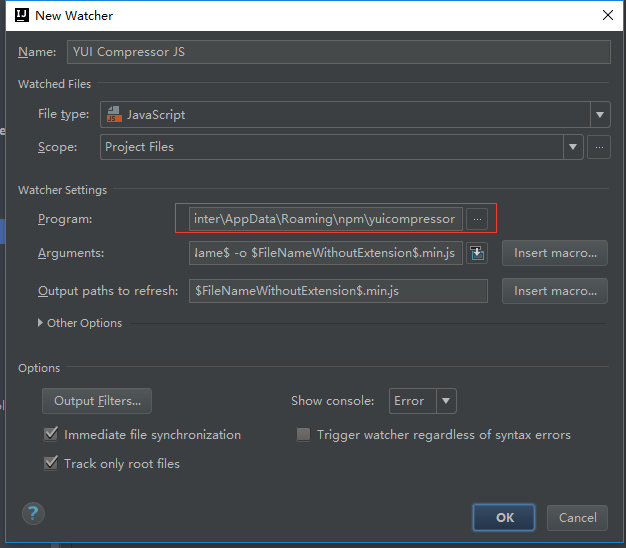 New Watcher
Name: YUI Compressor JS
Watched Files
File type: JavaScript
Scope: Project Files ...
Watcher Settings
Program: inter\AppData\Roaming\npm\yuicompressor ...
Arguments: Name$ -o $FileNameWithoutExtension$.min.js Insert macro...
Output paths to refresh: $FileNameWithoutExtension$.min.js Insert macro...
Other Options
Options
Output Filters... Show console: Error
Immediate file synchronization Trigger watcher regardless of syntax errors
Track only root files
? OK Cancel